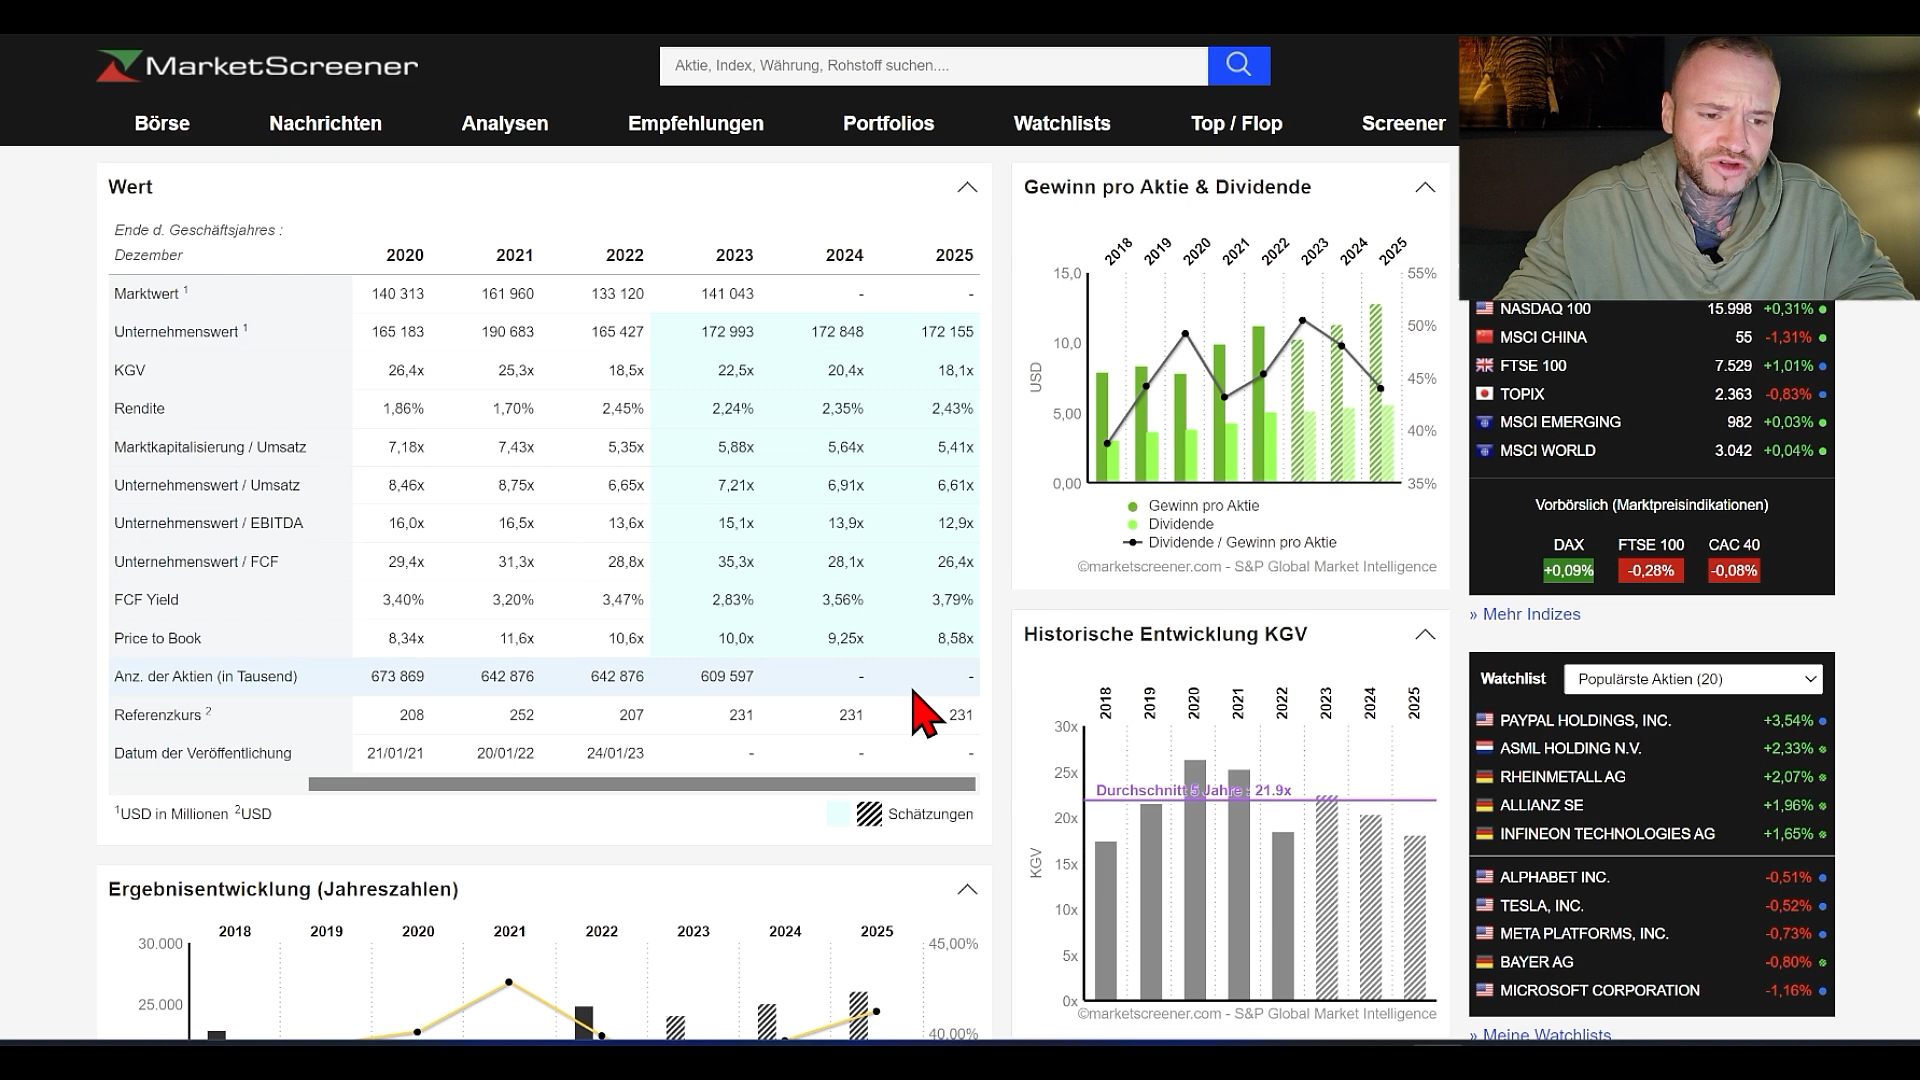 MarketScreener
Aktie, Index, Währung, Rohstoff suchen....
Börse Nachrichten Analysen Empfehlungen Portfolios Watchlists Top / Flop Screener
Wert
Ende d. Geschäftsjahres :
Dezember 2020 2021 2022 2023 2024 2025
Marktwert 1 140 313 161 960 133 120 141 043 - -
Unternehmenswert 1 165 183 190 683 165 427 172 993 172 848 172 155
KGV 26,4x 25,3x 18,5x 22,5x 20,4x 18,1x
Rendite 1,86% 1,70% 2,45% 2,24% 2,35% 2,43%
Marktkapitalisierung / Umsatz 7,18x 7,43x 5,35x 5,88x 5,64x 5,41x
Unternehmenswert / Umsatz 8,46x 8,75x 6,65x 7,21x 6,91x 6,61x
Unternehmenswert / EBITDA 16,0x 16,5x 13,6x 15,1x 13,9x 12,9x
Unternehmenswert / FCF 29,4x 31,3x 28,8x 35,3x 28,1x 26,4x
FCF Yield 3,40% 3,20% 3,47% 2,83% 3,56% 3,79%
Price to Book 8,34x 11,6x 10,6x 10,0x 9,25x 8,58x
Anz. der Aktien (in Tausend) 673 869 642 876 642 876 609 597 - -
Referenzkurs 2 208 252 207 231 231 231
Datum der Veröffentlichung 21/01/21 20/01/22 24/01/23 - - -
1USD in Millionen 2USD
Schätzungen
Ergebnisentwicklung (Jahreszahlen)
2018 2019 2020 2021 2022 2023 2024 2025
30.000 45,00%
25.000 40,00%
Gewinn pro Aktie & Dividende
2018 2019 2020 2021 2022 2023 2024 2025
15,0 55%
50%
10,0
45%
USD
5,00 40%
0,00 35%
Gewinn pro Aktie
Dividende
Dividende / Gewinn pro Aktie
©marketscreener.com - S&P Global Market Intelligence
Historische Entwicklung KGV
2018 2019 2020 2021 2022 2023 2024 2025
30x
25x
Durchschnitt 5 Jahre : 21.9x
20x
15x
KGV
10x
5x
0x
©marketscreener.com - S&P Global Market Intelligence
NASDAQ 100 15.998 +0,31%
MSCI CHINA 55 -1,31%
FTSE 100 7.529 +1,01%
TOPIX 2.363 -0,83%
MSCI EMERGING 982 +0,03%
MSCI WORLD 3.042 +0,04%
Vorbörslich (Marktpreisindikationen)
DAX FTSE 100 CAC 40
+0,09% -0,28% -0,08%
» Mehr Indizes
Watchlist Populärste Aktien (20)
PAYPAL HOLDINGS, INC. +3,54%
ASML HOLDING N.V. +2,33%
RHEINMETALL AG +2,07%
ALLIANZ SE +1,96%
INFINEON TECHNOLOGIES AG +1,65%
ALPHABET INC. -0,51%
TESLA, INC. -0,52%
META PLATFORMS, INC. -0,73%
BAYER AG -0,80%
MICROSOFT CORPORATION -1,16%
» Meine Watchlists